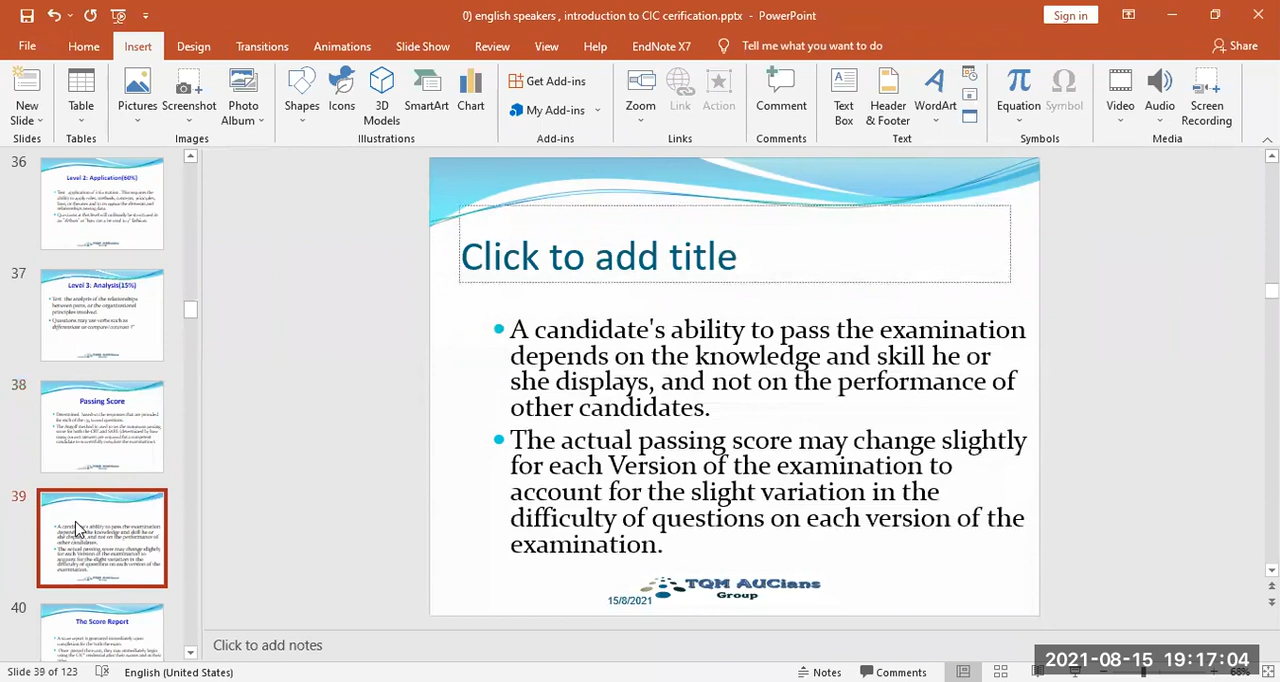 0) english speakers , introduction to CIC cerification.pptx - PowerPoint
Sign in
File Home Insert Design Transitions Animations Slide Show Review View Help EndNote X7 Tell me what you want to do Share
New Slide
Table
Pictures
Screenshot
Photo Album
Shapes
Icons
3D Models
SmartArt
Chart
Get Add-ins
My Add-ins
Zoom
Link
Action
Comment
Text Box
Header & Footer
WordArt
Equation
Symbol
Video
Audio
Screen Recording
Slides Tables Images Illustrations Add-ins Links Comments Text Symbols Media
36
Level 2: Application(60%)
37
Level 3: Analysis(15%)
38
Passing Score
39
40
The Score Report
Click to add title
A candidate's ability to pass the examination
depends on the knowledge and skill he or
she displays, and not on the performance of
other candidates.
The actual passing score may change slightly
for each Version of the examination to
account for the slight variation in the
difficulty of questions on each version of the
examination.
TQM AUCians
Group
15/8/2021
Click to add notes
Slide 39 of 123 English (United States) Notes Comments 68%
2021-08-15 19:17:04